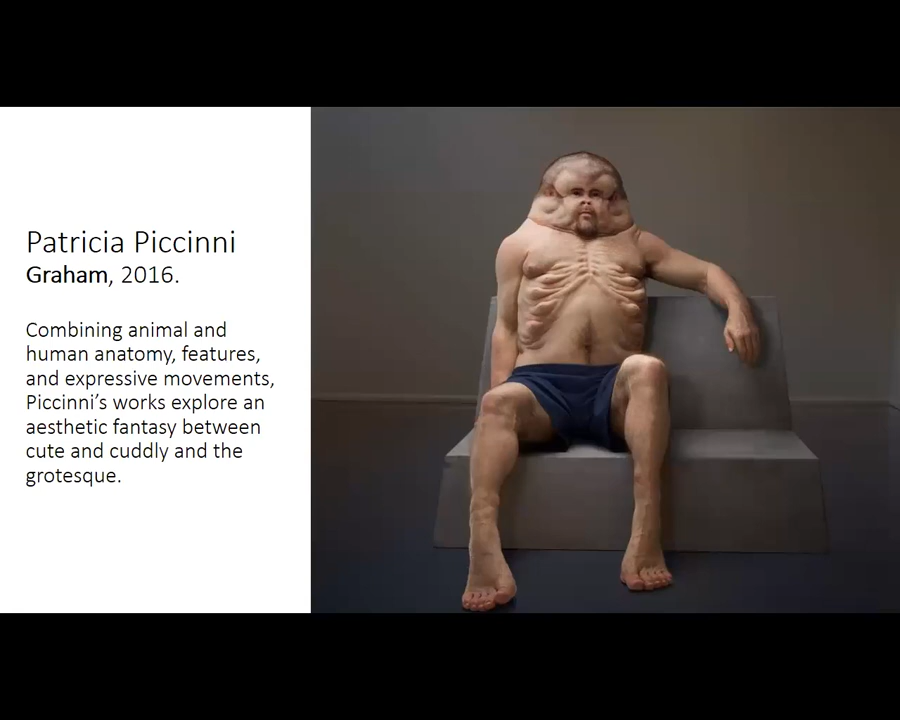 Patricia Piccinni
Graham, 2016.
Combining animal and
human anatomy, features,
and expressive movements,
Piccinni’s works explore an
aesthetic fantasy between
cute and cuddly and the
grotesque.